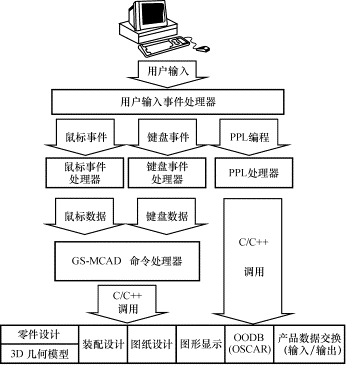 用户输入
用户输入事件处理器
鼠标事件
键盘事件
PPL编程
鼠标事件
处理器
键盘事件
处理器
PPL处理器
鼠标数据
键盘数据
GS-MCAD 命令处理器
C/C++
调用
C/C++
调用
零件设计
3D 几何模型
装配设计
图纸设计
图形显示
OODB
(OSCAR)
产品数据交换
(输入/输出)